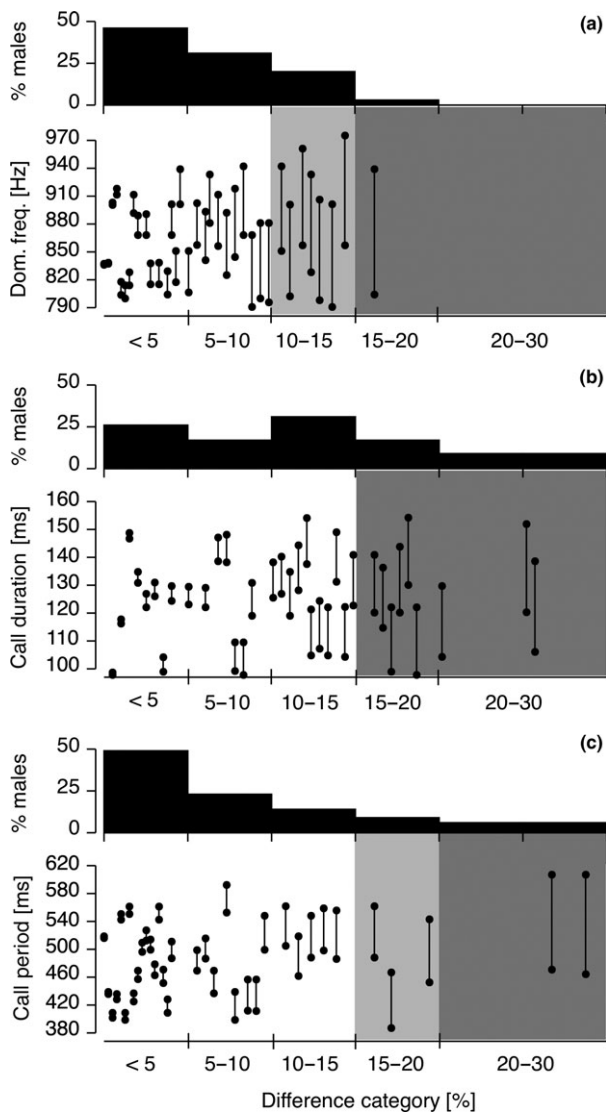 (a)
% males
50
25
0
Dom. freq. [Hz]
970
940
910
880
850
820
790
< 5 5–10 10–15 15–20 20–30
(b)
% males
50
25
0
Call duration [ms]
160
150
140
130
120
110
100
< 5 5–10 10–15 15–20 20–30
(c)
% males
50
25
0
Call period [ms]
620
580
540
500
460
420
380
< 5 5–10 10–15 15–20 20–30
Difference category [%]